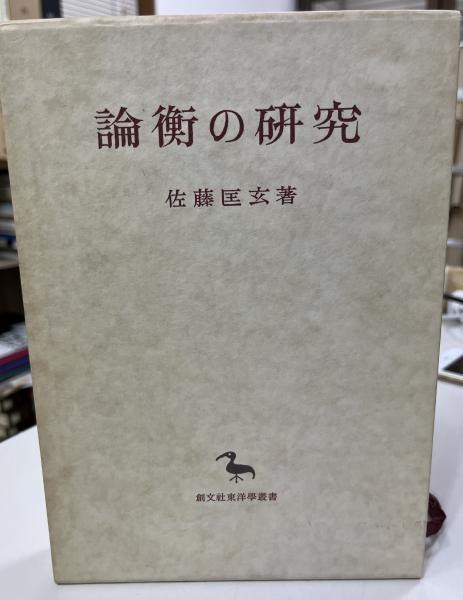 論衡の研究
佐藤匡玄著
創文社東洋學叢書